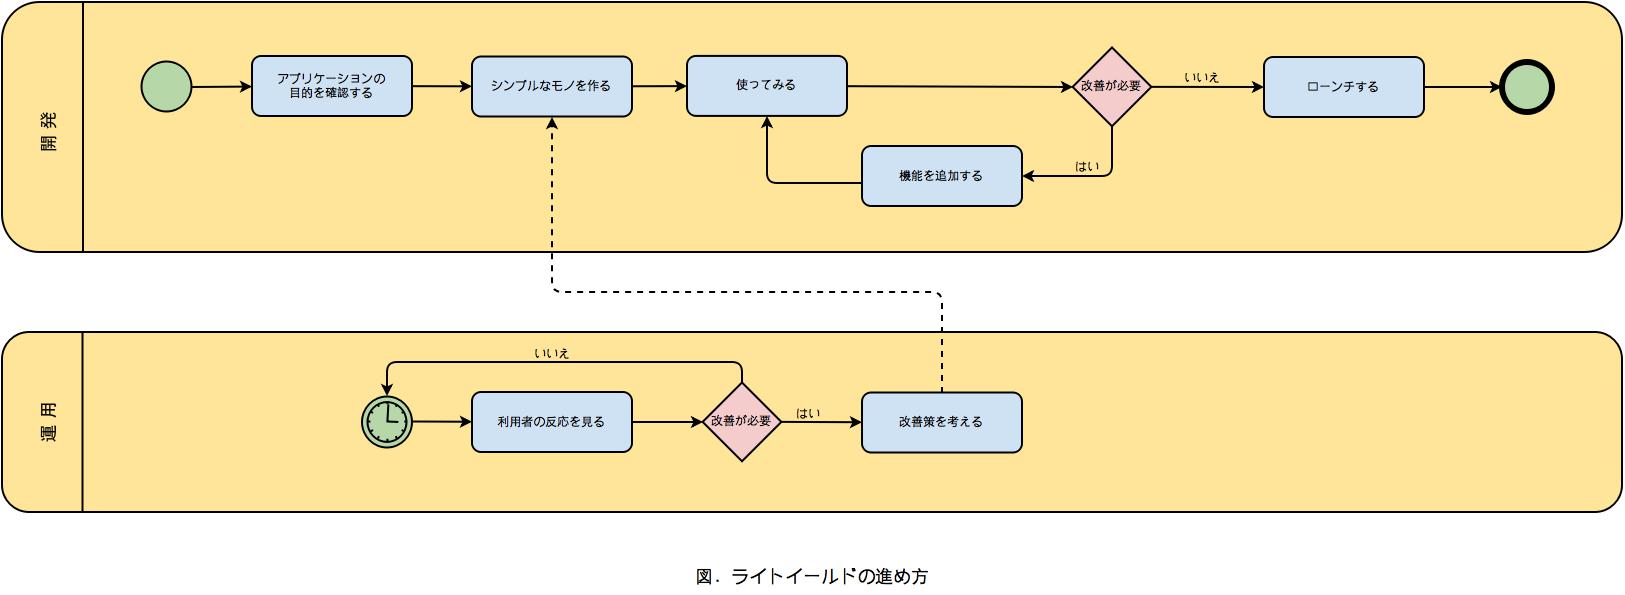 開発
アプリケーションの
目的を確認する
シンプルなモノを作る
使ってみる
改善が必要
いいえ
ローンチする
はい
機能を追加する
運用
いいえ
利用者の反応を見る
改善が必要
はい
改善策を考える
図. ライトイールドの進め方